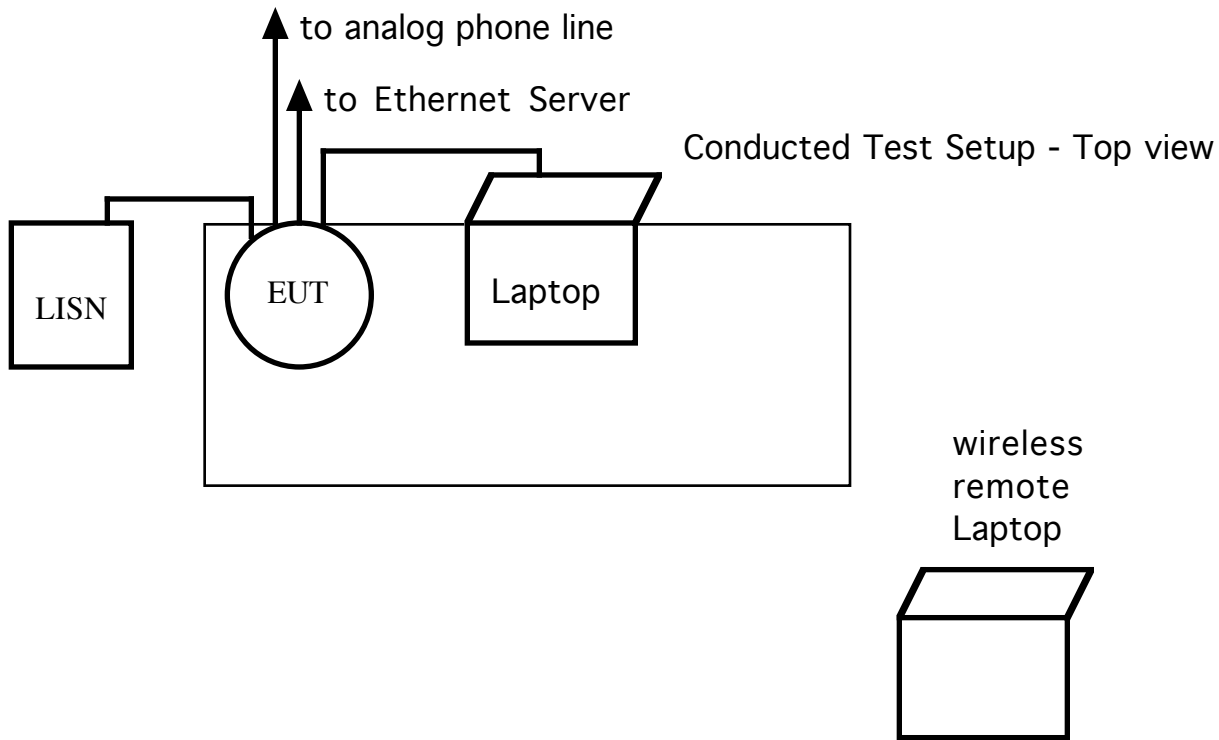 to analog phone line
to Ethernet Server
Conducted Test Setup - Top view
LISN
EUT
Laptop
wireless
remote
Laptop